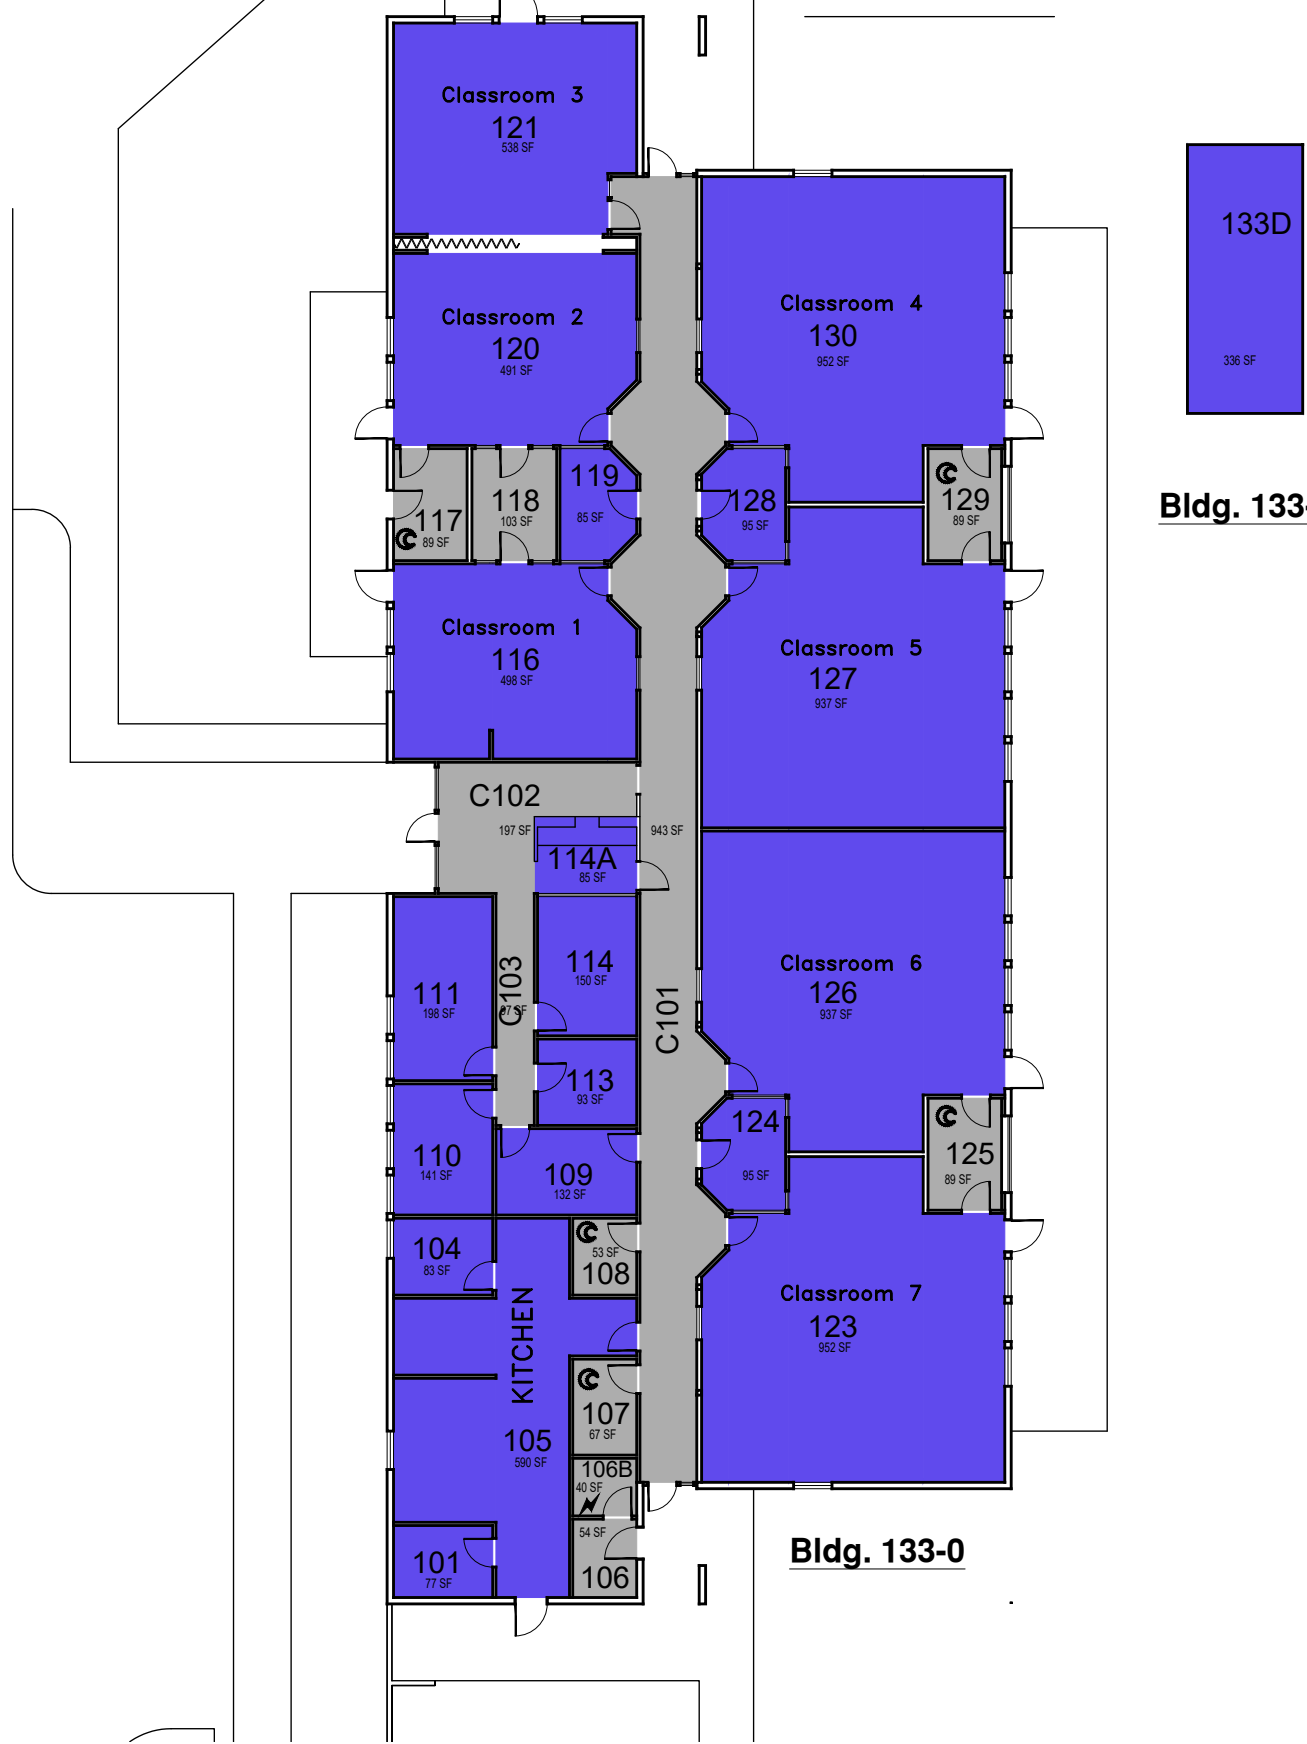 Classroom 3
121
538 SF
133D
336 SF
Bldg. 133-
Classroom 2
120
491 SF
Classroom 4
130
952 SF
117
89 SF
118
103 SF
119
85 SF
128
95 SF
129
89 SF
Classroom 1
116
498 SF
Classroom 5
127
937 SF
C102
197 SF
943 SF
114A
85 SF
111
198 SF
C103
97 SF
114
150 SF
C101
Classroom 6
126
937 SF
113
93 SF
110
141 SF
109
132 SF
124
95 SF
125
89 SF
104
83 SF
53 SF
108
KITCHEN
Classroom 7
123
952 SF
107
67 SF
105
590 SF
106B
40 SF
54 SF
106
101
77 SF
Bldg. 133-0